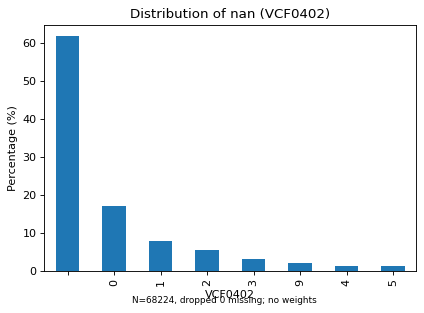 Distribution of nan (VCF0402)
Percentage (%)
60
50
40
30
20
10
0
0 1 2 3 9 4 5
VCF0402
N=68224, dropped 0 missing; no weights